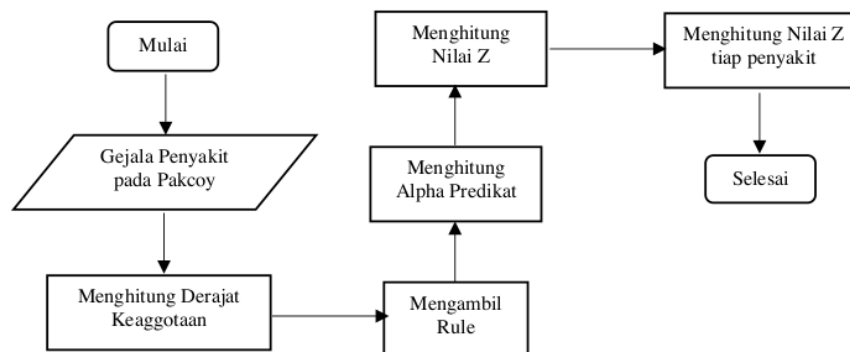 Mulai
Gejala Penyakit
pada Pakcoy
Menghitung Derajat
Keaggotaan
Mengambil
Rule
Menghitung
Alpha Predikat
Menghitung
Nilai Z
Menghitung Nilai Z
tiap penyakit
Selesai